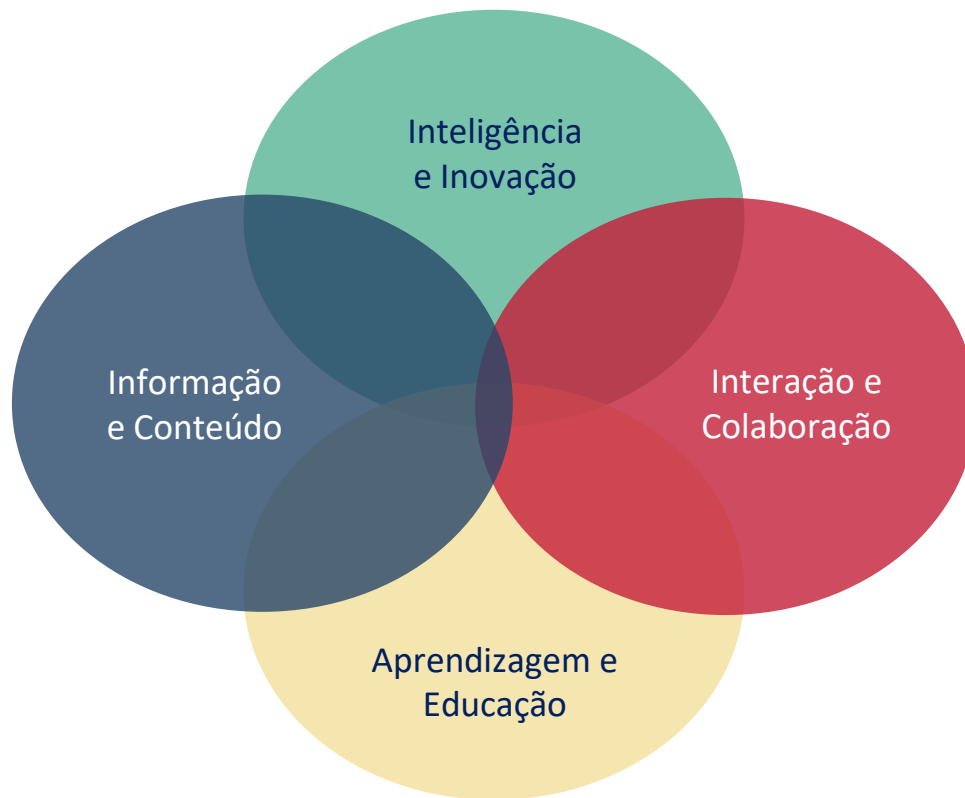 Inteligência
e Inovação
Informação
e Conteúdo
Interação e
Colaboração
Aprendizagem e
Educação